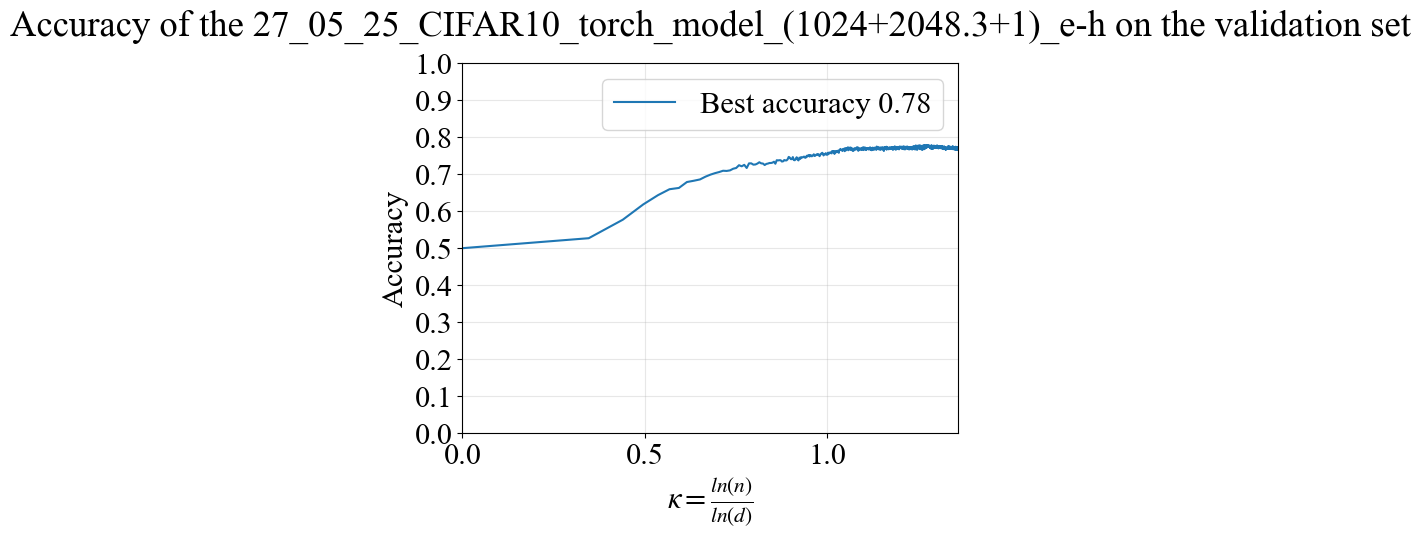 Accuracy of the 27_05_25_CIFAR10_torch_model_(1024+2048.3+1)_e-h on the validation set
1.0
0.9
0.8
0.7
0.6
0.5
0.4
0.3
0.2
0.1
0.0
Accuracy
Best accuracy 0.78
0.0 0.5 1.0
κ = ln(n) / ln(d)